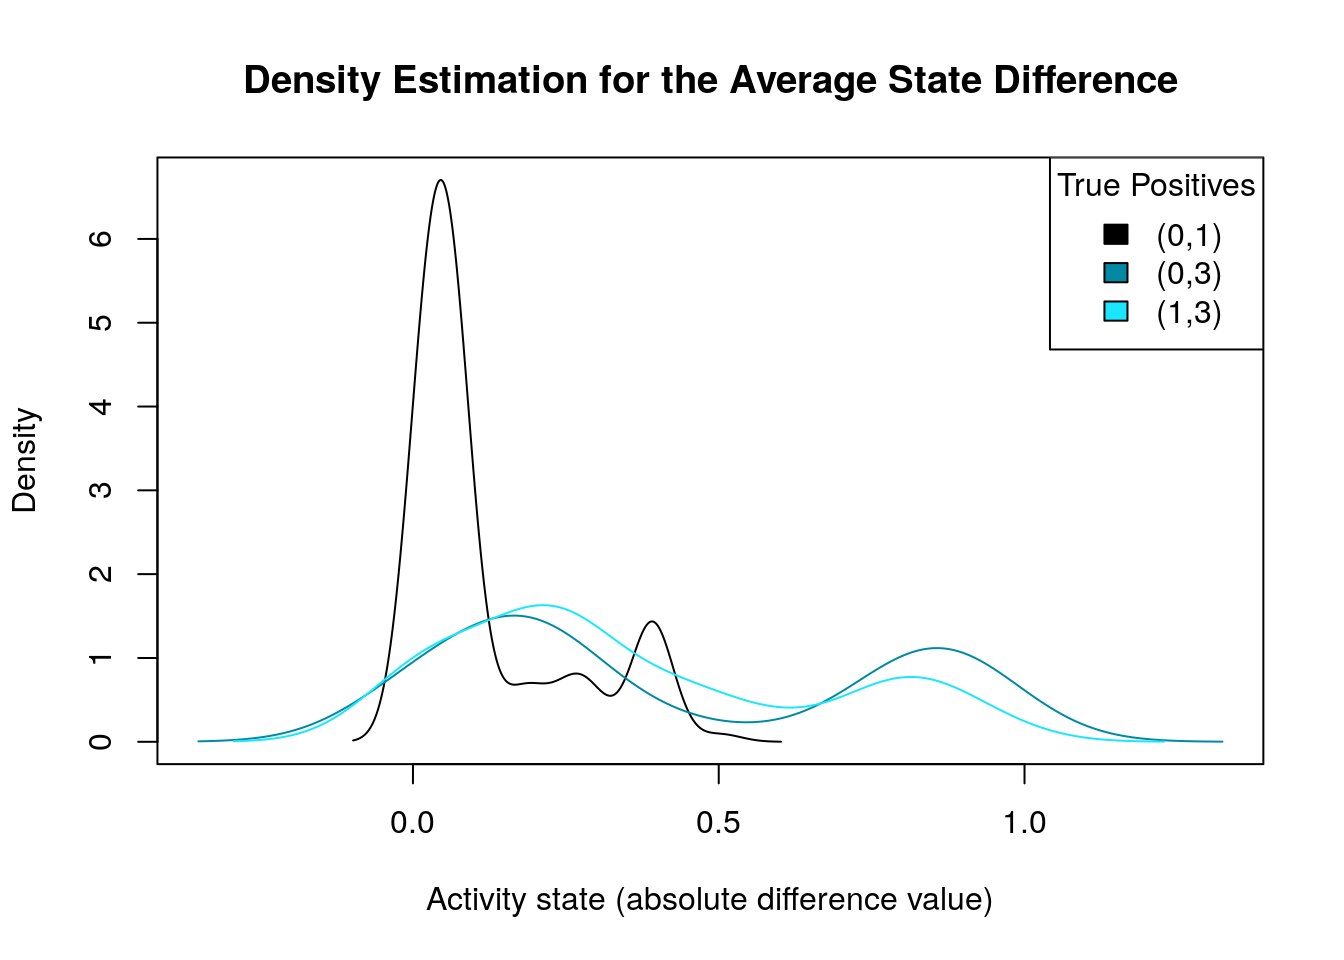 Density Estimation for the Average State Difference
True Positives
(0,1)
(0,3)
(1,3)
Density
6
5
4
3
2
1
0
0.0 0.5 1.0
Activity state (absolute difference value)